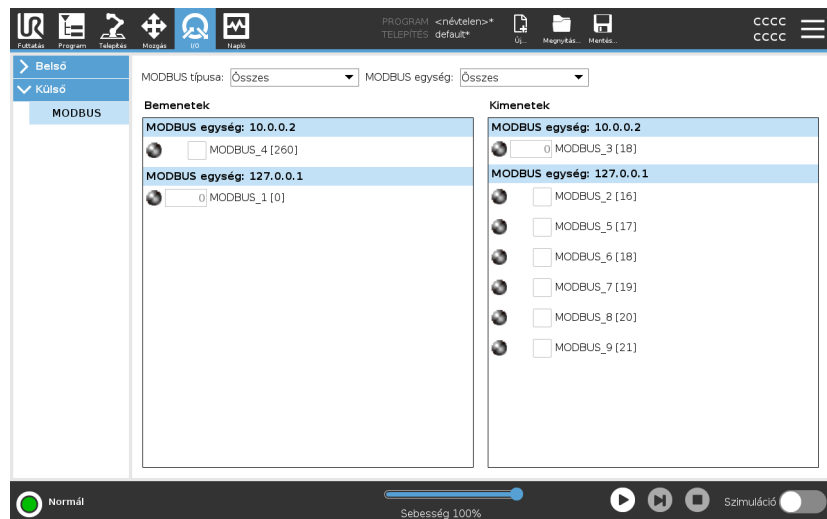 PROGRAM <névtelen>*
TELEPÍTÉS default*
CCCC
CCCC
Futtatás Program Telepítés Mozgás I/O Napló Új... Megnyitás... Mentés...
Belső
Külső
MODBUS
MODBUS típusa: Összes MODBUS egység: Összes
Bemenetek
MODBUS egység: 10.0.0.2
MODBUS_4 [260]
MODBUS egység: 127.0.0.1
0 MODBUS_1 [0]
Kimenetek
MODBUS egység: 10.0.0.2
0 MODBUS_3 [18]
MODBUS egység: 127.0.0.1
MODBUS_2 [16]
MODBUS_5 [17]
MODBUS_6 [18]
MODBUS_7 [19]
MODBUS_8 [20]
MODBUS_9 [21]
Normál
Sebesség 100%
Szimuláció